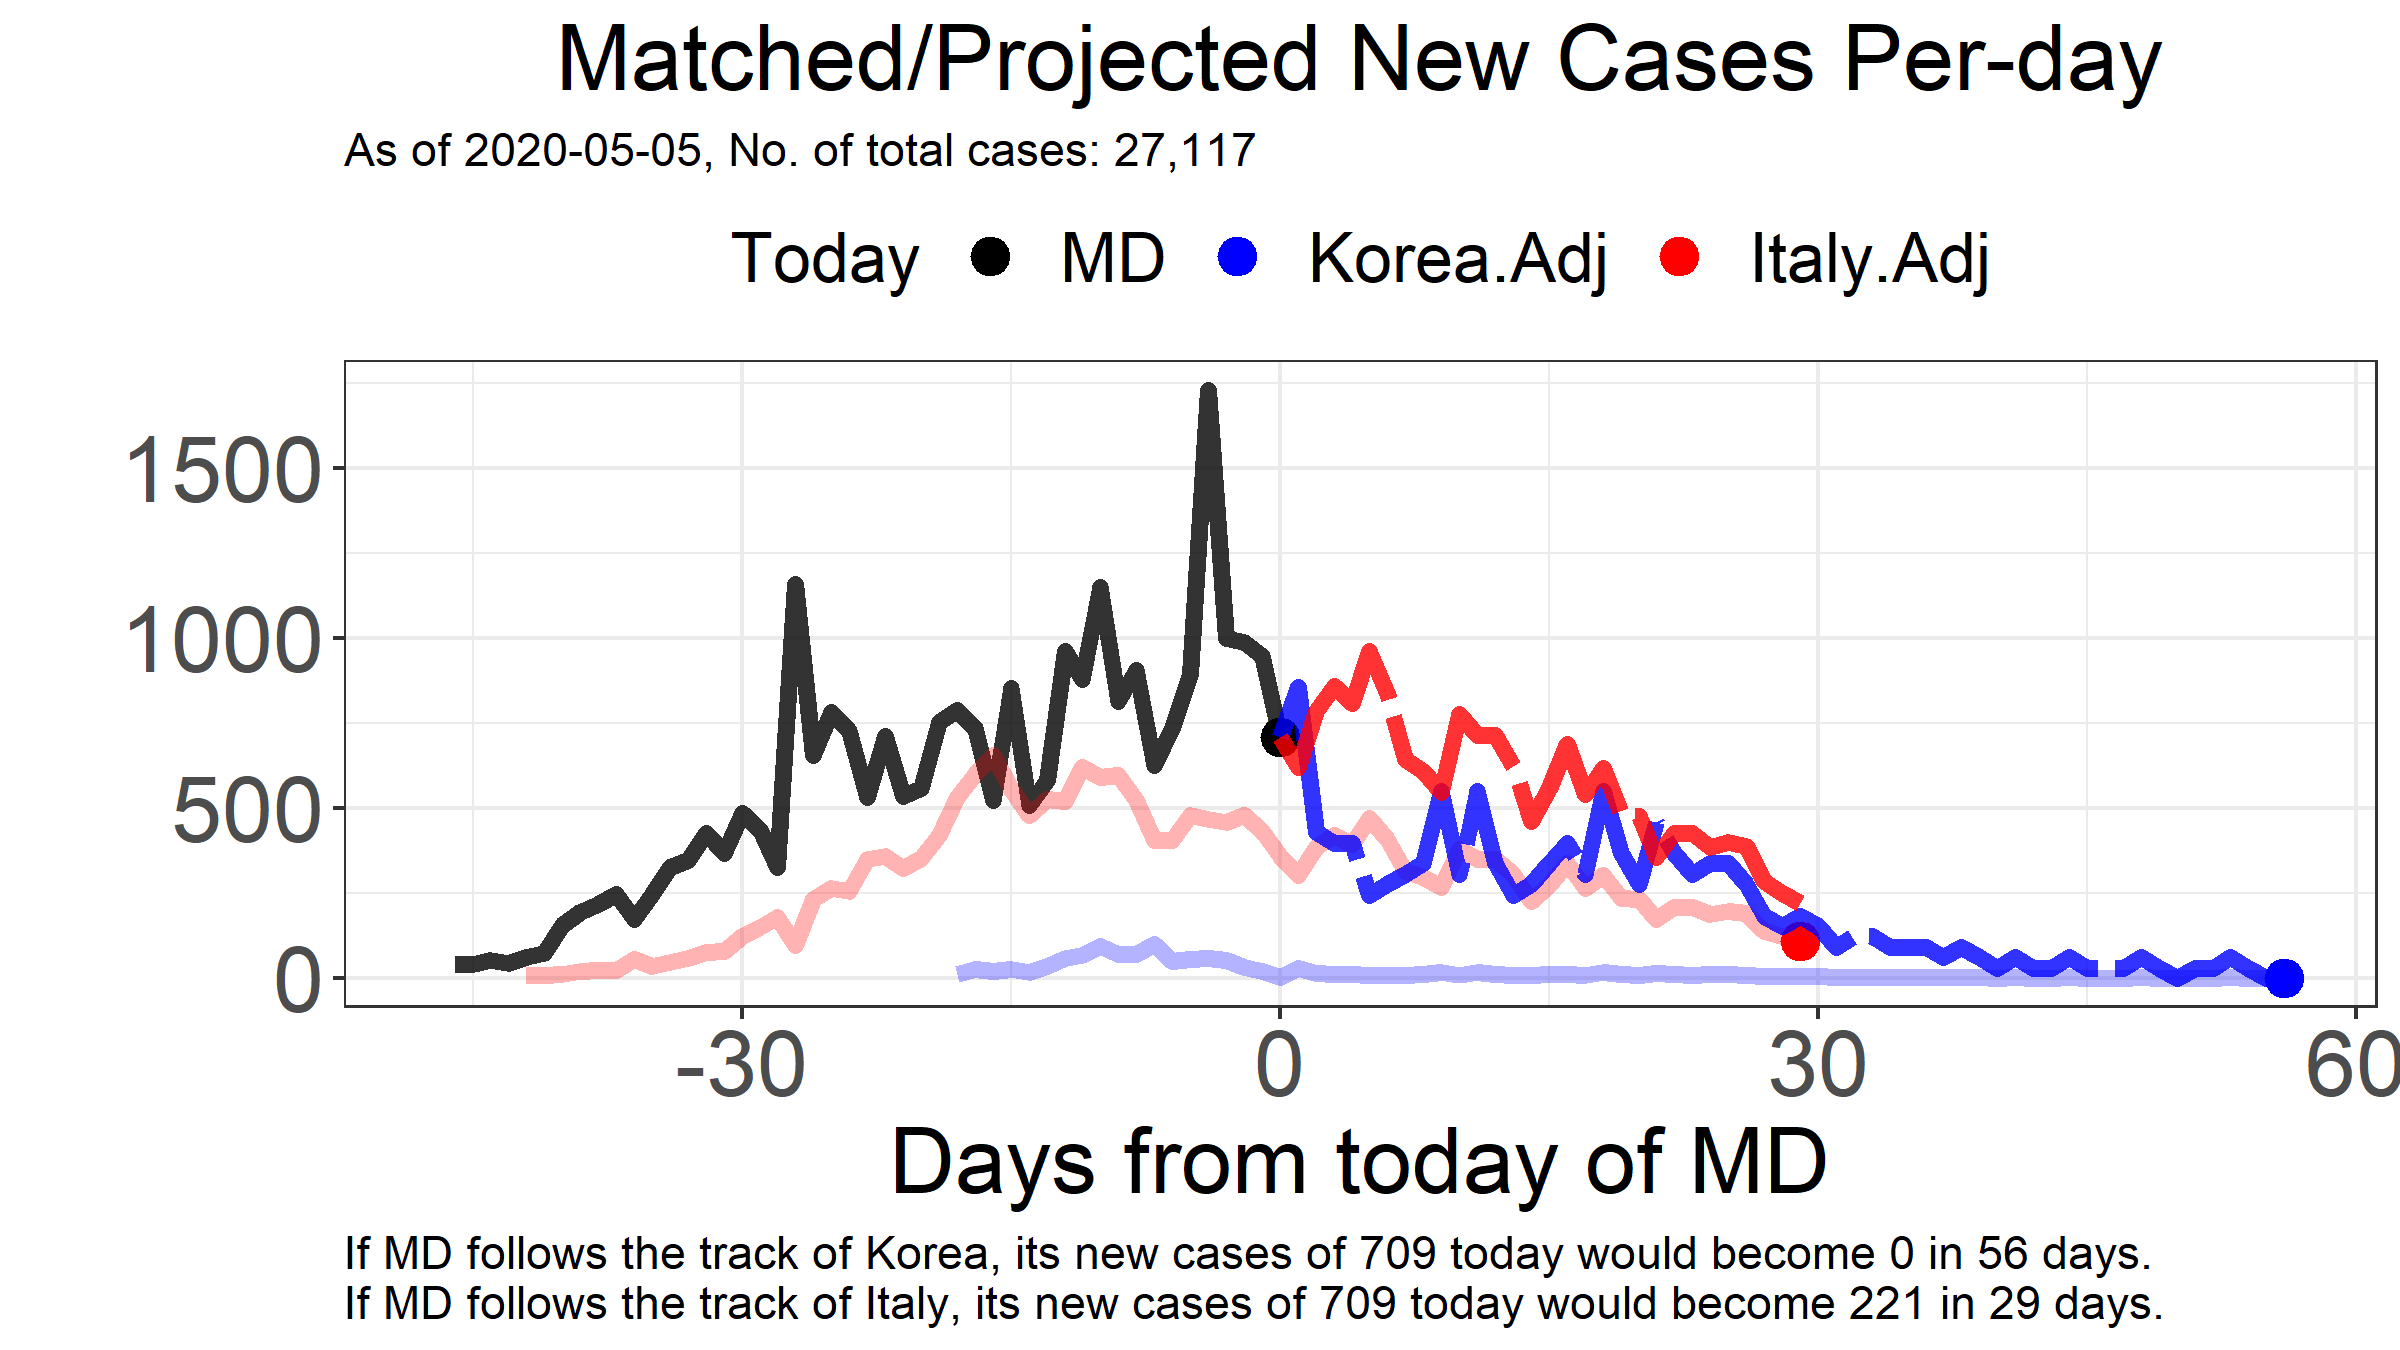 Matched/Projected New Cases Per-day
As of 2020-05-05, No. of total cases: 27,117
Today MD Korea.Adj Italy.Adj
1500
1000
500
0
-30 0 30 60
Days from today of MD
If MD follows the track of Korea, its new cases of 709 today would become 0 in 56 days.
If MD follows the track of Italy, its new cases of 709 today would become 221 in 29 days.